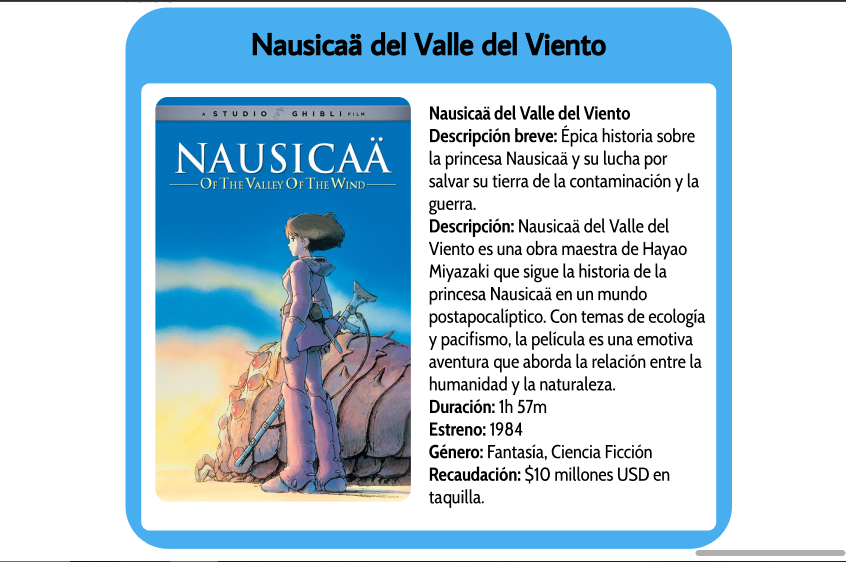 Nausicaä del Valle del Viento
A STUDIO GHIBLI FILM
NAUSICAÄ
OF THE VALLEY OF THE WIND
Nausicaä del Valle del Viento
Descripción breve: Épica historia sobre
la princesa Nausicaä y su lucha por
salvar su tierra de la contaminación y la
guerra.
Descripción: Nausicaä del Valle del
Viento es una obra maestra de Hayao
Miyazaki que sigue la historia de la
princesa Nausicaä en un mundo
postapocalíptico. Con temas de ecología
y pacifismo, la película es una emotiva
aventura que aborda la relación entre la
humanidad y la naturaleza.
Duración: 1h 57m
Estreno: 1984
Género: Fantasía, Ciencia Ficción
Recaudación: $10 millones USD en
taquilla.